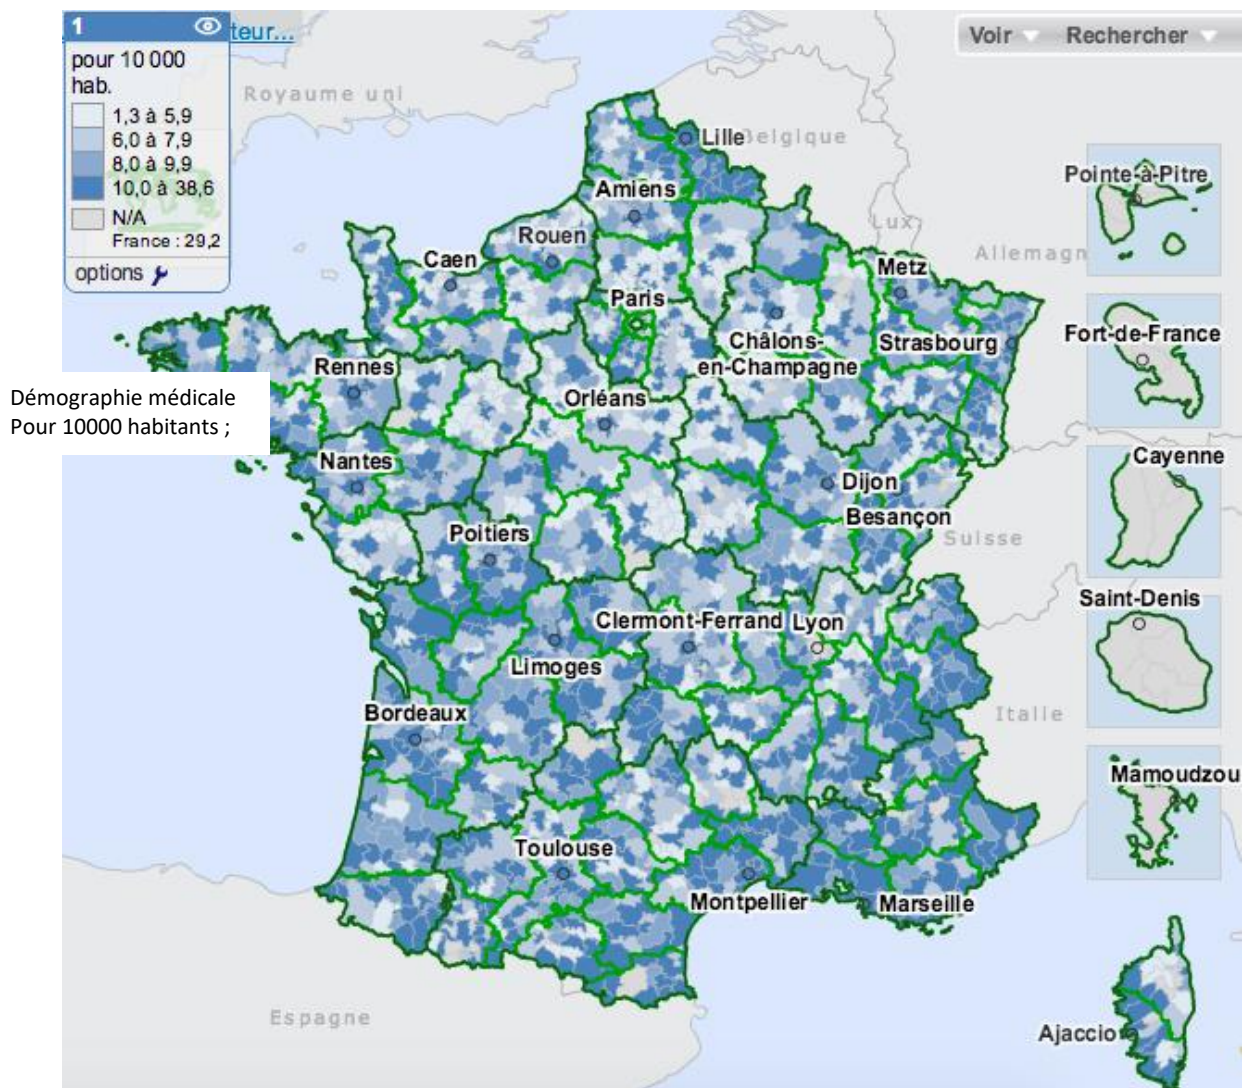 1
teur...
pour 10 000
hab.
1,3 à 5,9
6,0 à 7,9
8,0 à 9,9
10,0 à 38,6
N/A
France : 29,2
options
Voir
Rechercher
Royaume uni
Belgique
Lille
Amiens
Rouen
Lux
Allemagn
Caen
Metz
Paris
Châlons-
en-Champagne
Strasbourg
Rennes
Démographie médicale
Pour 10000 habitants ;
Orléans
Nantes
Dijon
Besançon
Poitiers
Suisse
Clermont-Ferrand
Lyon
Limoges
Italie
Bordeaux
Toulouse
Montpellier
Marseille
Espagne
Ajaccio
Pointe-à-Pitre
Fort-de-France
Cayenne
Saint-Denis
Mamoudzou